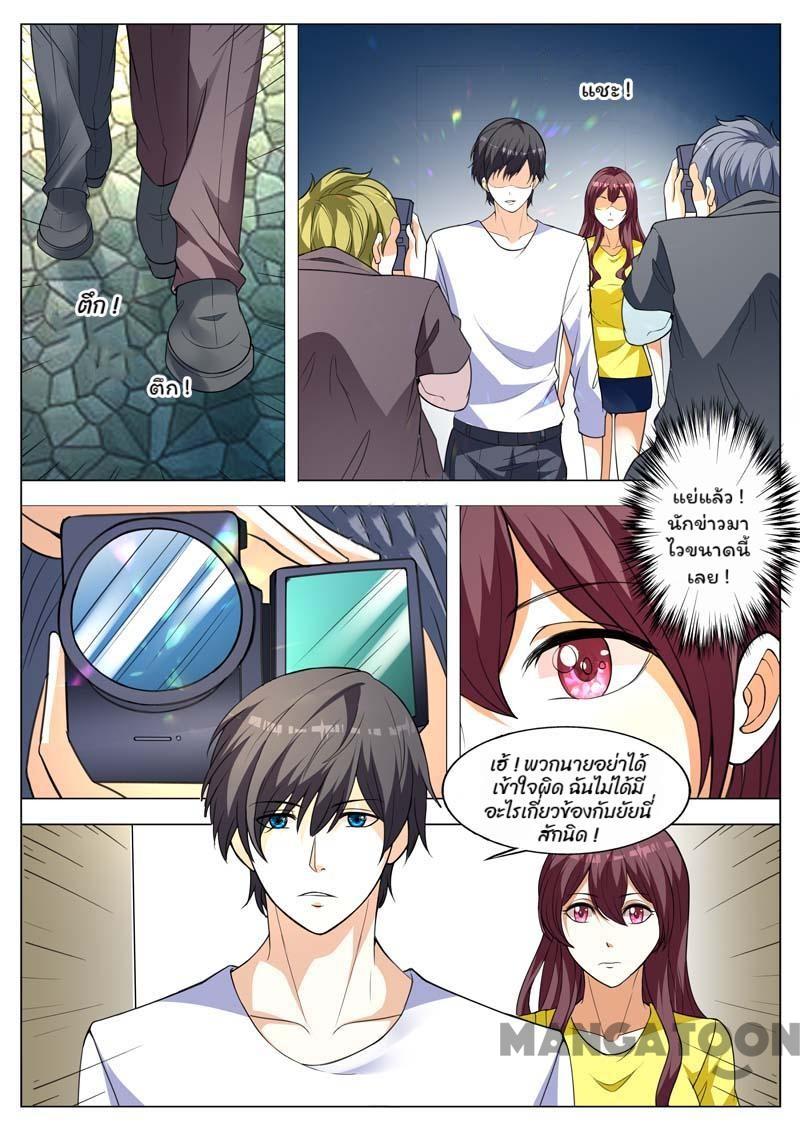 ตึก !
ตึก !
แชะ !
แย่แล้ว !
นักข่าวมา
ไวขนาดนี้
เลย !
เฮ้ ! พวกนายอย่าได้
เข้าใจผิด ฉันไม่ได้มี
อะไรเกี่ยวข้องกับยัยนี่
สักนิด !
MANGATOON